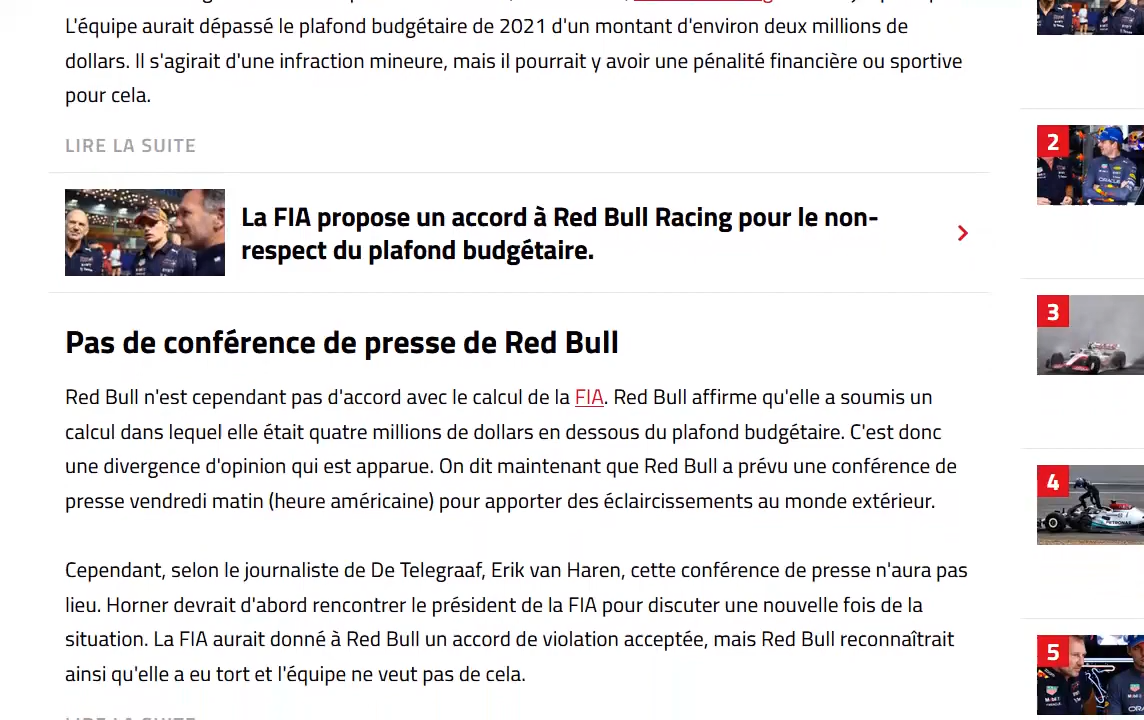 L'équipe aurait dépassé le plafond budgétaire de 2021 d'un montant d'environ deux millions de
dollars. Il s'agirait d'une infraction mineure, mais il pourrait y avoir une pénalité financière ou sportive
pour cela.
LIRE LA SUITE
La FIA propose un accord à Red Bull Racing pour le non-
respect du plafond budgétaire.
Pas de conférence de presse de Red Bull
Red Bull n'est cependant pas d'accord avec le calcul de la FIA. Red Bull affirme qu'elle a soumis un
calcul dans lequel elle était quatre millions de dollars en dessous du plafond budgétaire. C'est donc
une divergence d'opinion qui est apparue. On dit maintenant que Red Bull a prévu une conférence de
presse vendredi matin (heure américaine) pour apporter des éclaircissements au monde extérieur.
Cependant, selon le journaliste de De Telegraaf, Erik van Haren, cette conférence de presse n'aura pas
lieu. Horner devrait d'abord rencontrer le président de la FIA pour discuter une nouvelle fois de la
situation. La FIA aurait donné à Red Bull un accord de violation acceptée, mais Red Bull reconnaîtrait
ainsi qu'elle a eu tort et l'équipe ne veut pas de cela.
LIRE LA SUITE
2
ORACLE
3
4
PETRONAS
5